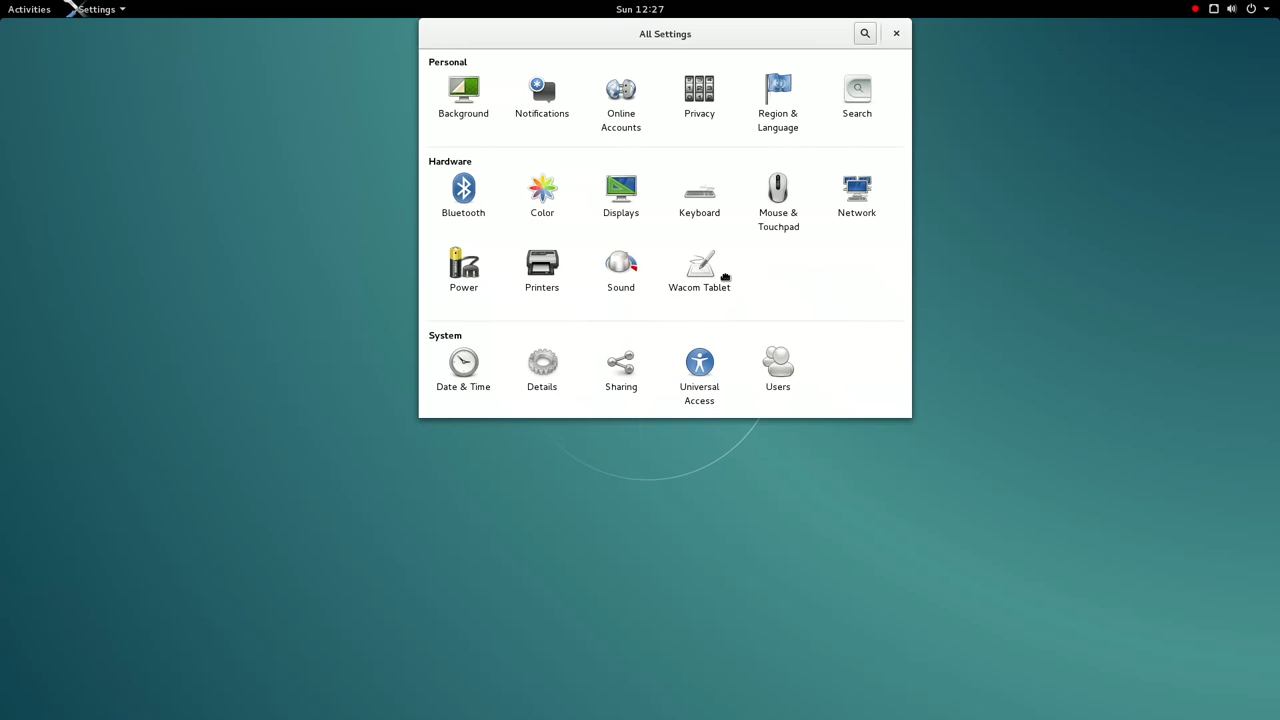 Activities Settings Sun 12:27
All Settings
Personal
Background Notifications Online Accounts Privacy Region & Language Search
Hardware
Bluetooth Color Displays Keyboard Mouse & Touchpad Network
Power Printers Sound Wacom Tablet
System
Date & Time Details Sharing Universal Access Users